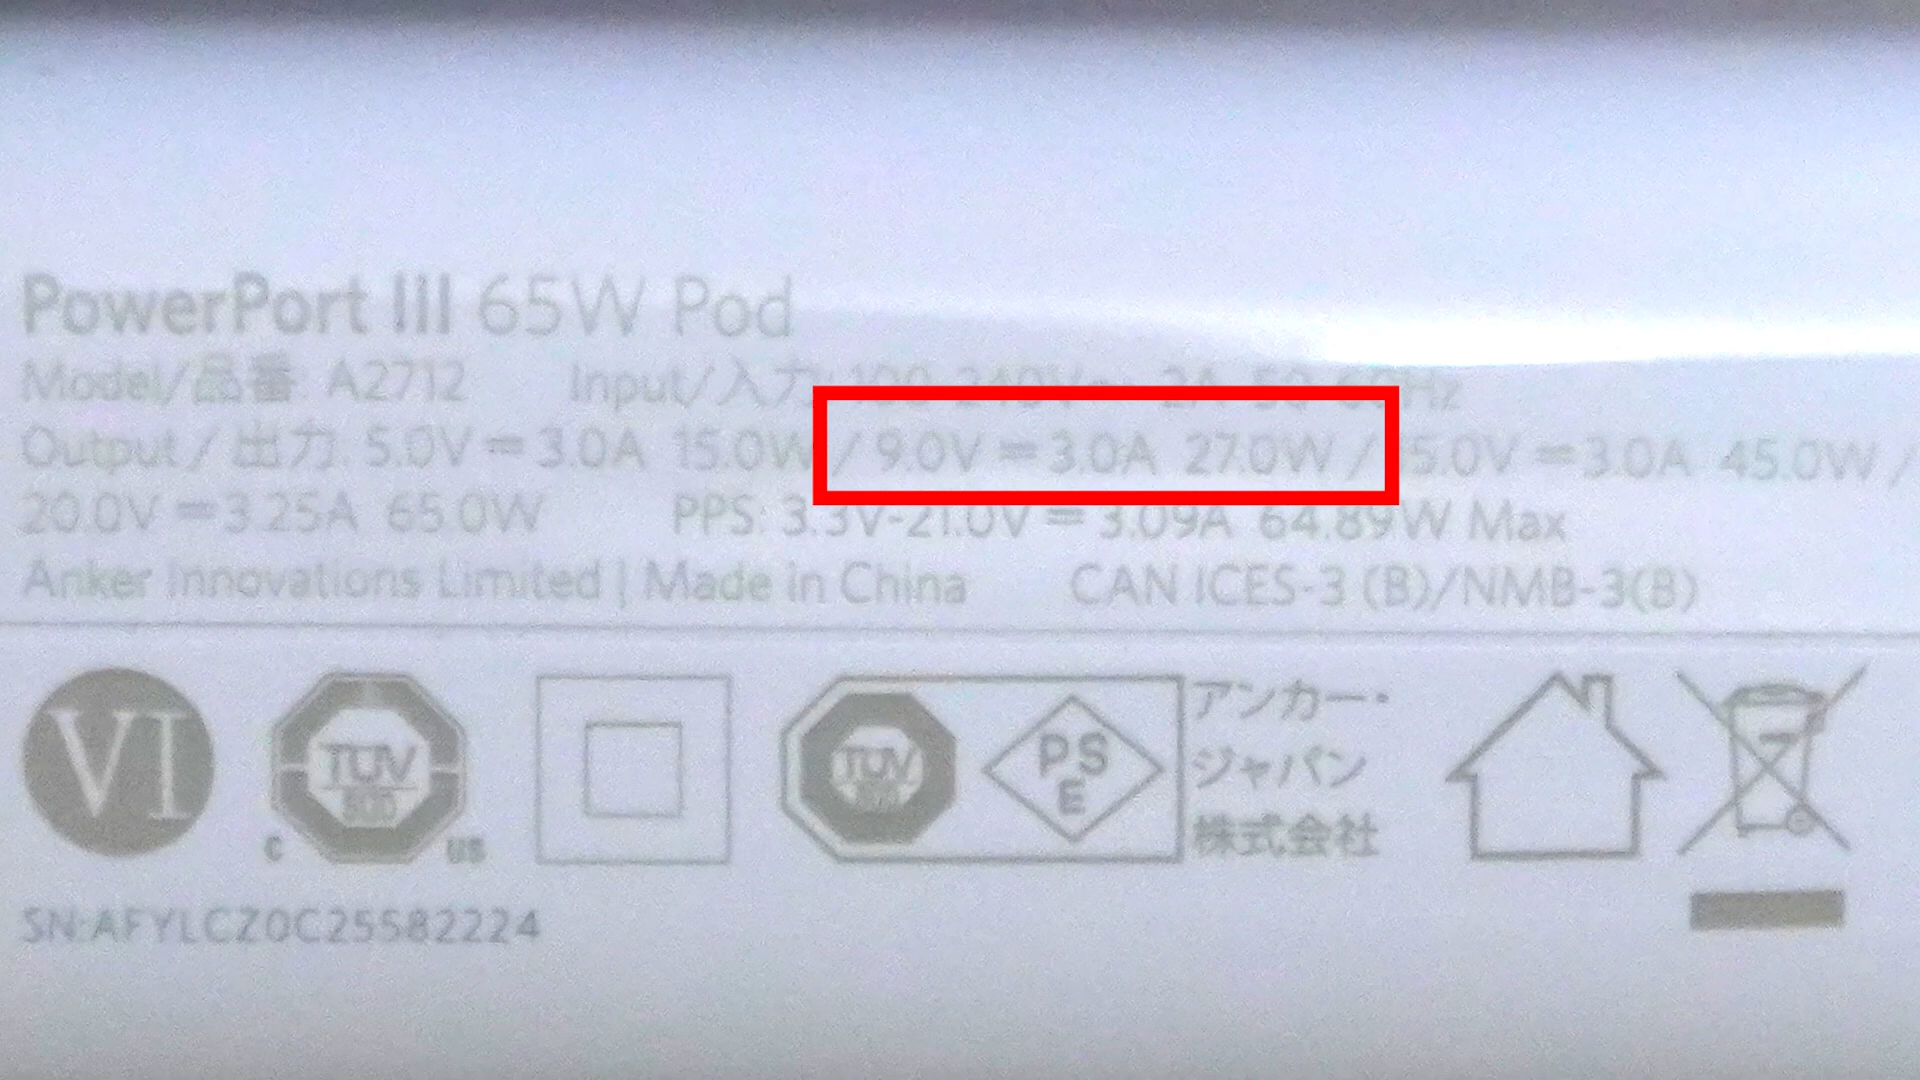 PowerPort III 65W Pod
Model/品番 A2712 Input/入力 100-240V~ 2A 50-60Hz
Output / 出力: 5.0V⎓3.0A 15.0W / 9.0V⎓3.0A 27.0W / 15.0V⎓3.0A 45.0W /
20.0V⎓3.25A 65.0W PPS: 3.3V-21.0V⎓3.09A 64.89W Max
Anker Innovations Limited | Made in China CAN ICES-3 (B)/NMB-3(B)
VI
TÜV
SÜD
C US
TÜV
PSE
アンカー・
ジャパン
株式会社
SN:AFYLCZ0C25582224